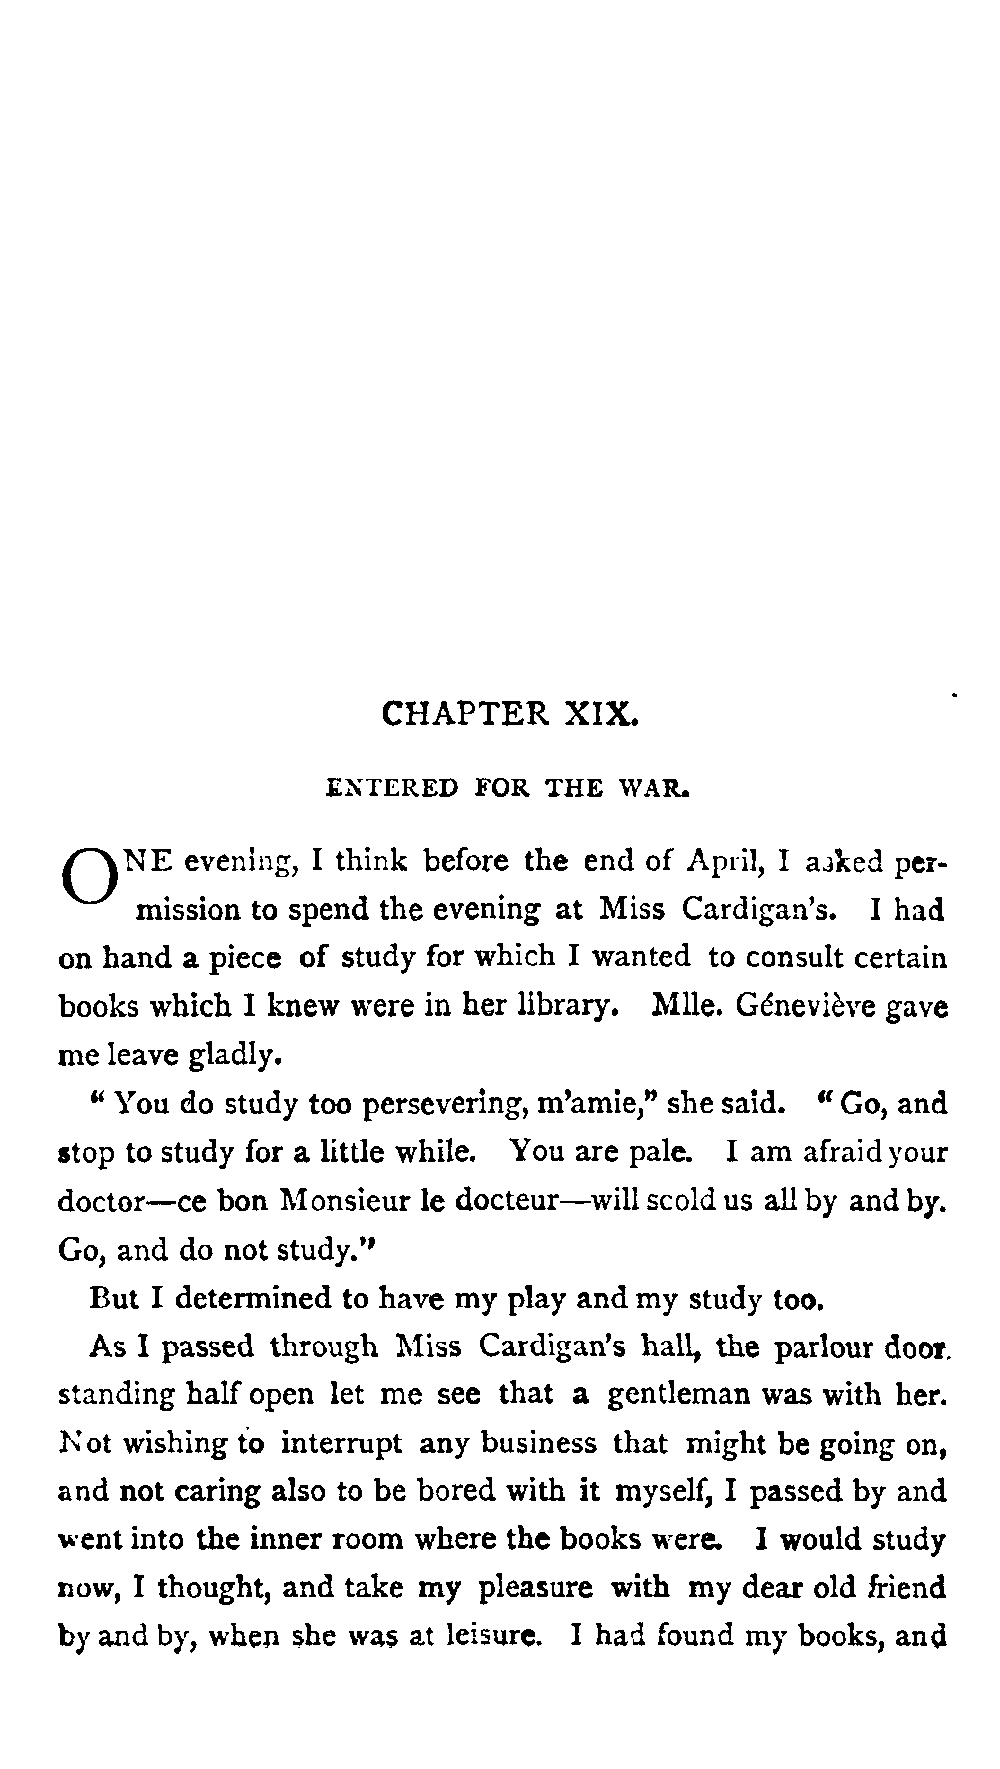 CHAPTER XIX.
ENTERED FOR THE WAR.
ONE evening, I think before the end of April, I asked per-
mission to spend the evening at Miss Cardigan's. I had
on hand a piece of study for which I wanted to consult certain
books which I knew were in her library. Mlle. Géneviève gave
me leave gladly.
"You do study too persevering, m'amie," she said. "Go, and
stop to study for a little while. You are pale. I am afraid your
doctor—ce bon Monsieur le docteur—will scold us all by and by.
Go, and do not study."
But I determined to have my play and my study too.
As I passed through Miss Cardigan's hall, the parlour door.
standing half open let me see that a gentleman was with her.
Not wishing to interrupt any business that might be going on,
and not caring also to be bored with it myself, I passed by and
went into the inner room where the books were. I would study
now, I thought, and take my pleasure with my dear old friend
by and by, when she was at leisure. I had found my books, and